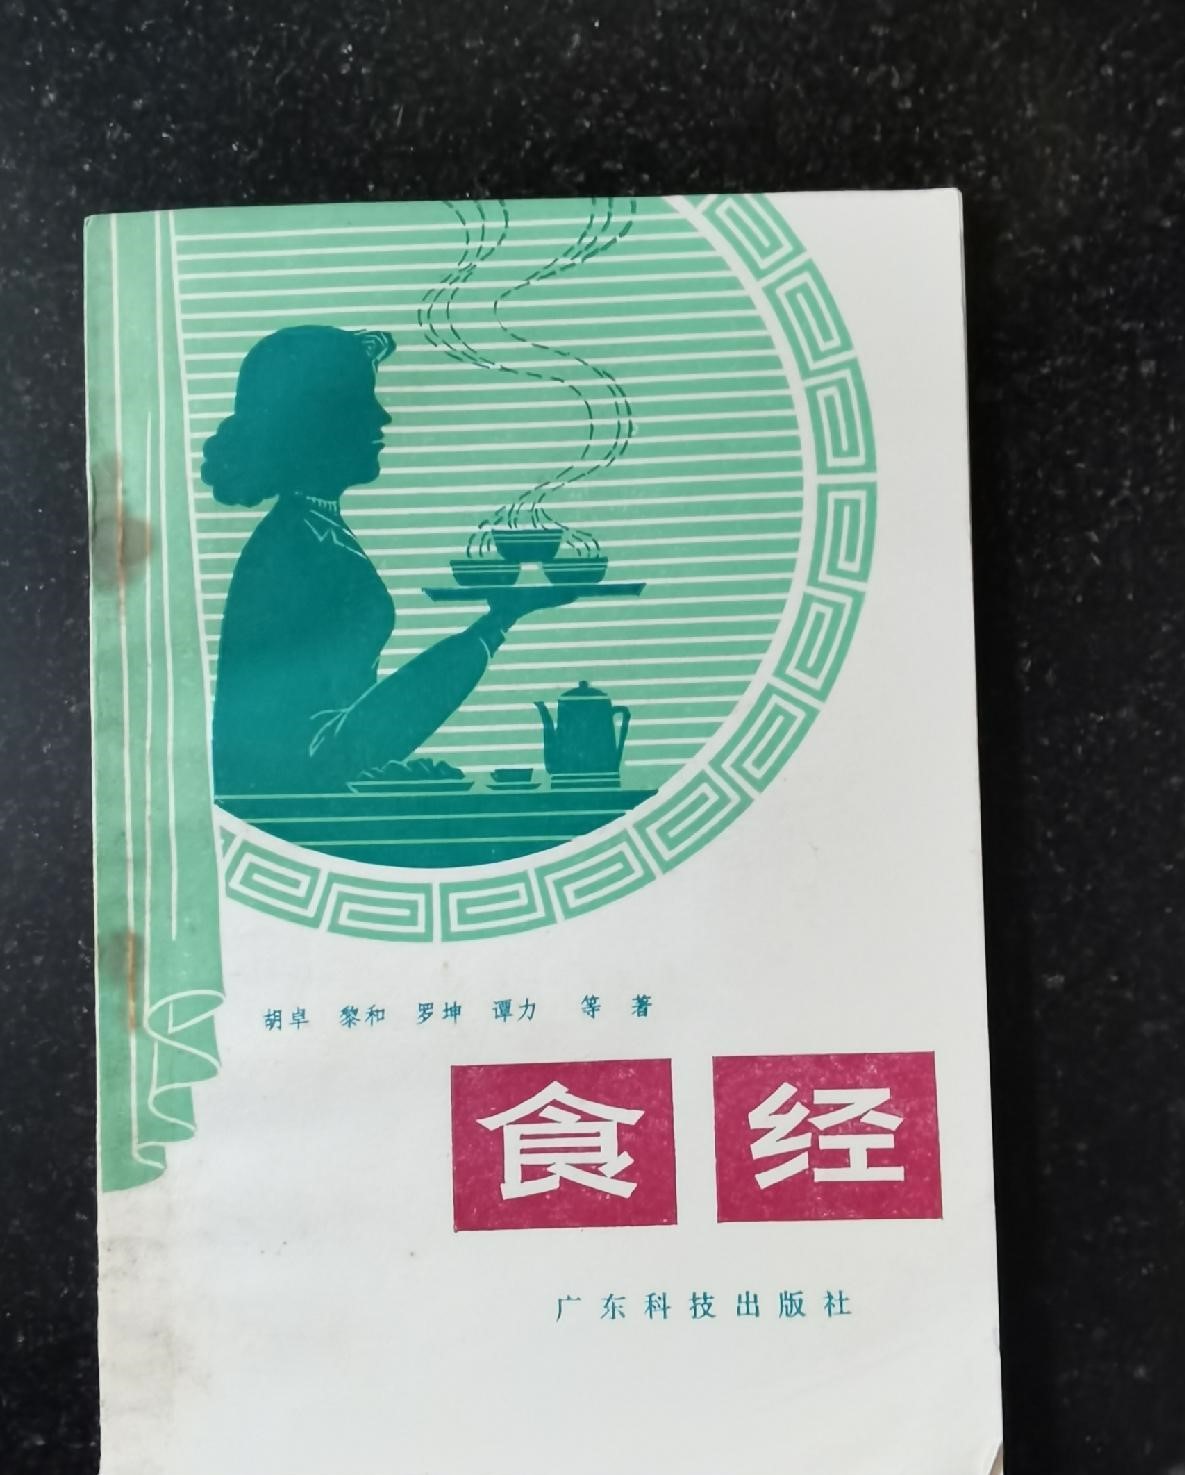 胡卓 黎和 罗坤 谭力 等 著
食经
广东科技出版社